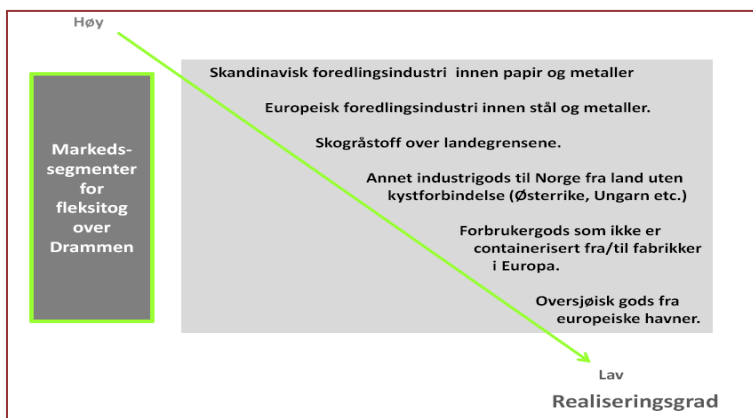 Høy
Markeds-
segmenter
for
fleksitog
over
Drammen
Skandinavisk foredlingsindustri innen papir og metaller
Europeisk foredlingsindustri innen stål og metaller.
Skogråstoff over landegrensene.
Annet industrigods til Norge fra land uten
kystforbindelse (Østerrike, Ungarn etc.)
Forbrukergods som ikke er
containerisert fra/til fabrikker
i Europa.
Oversjøisk gods fra
europeiske havner.
Lav
Realiseringsgrad